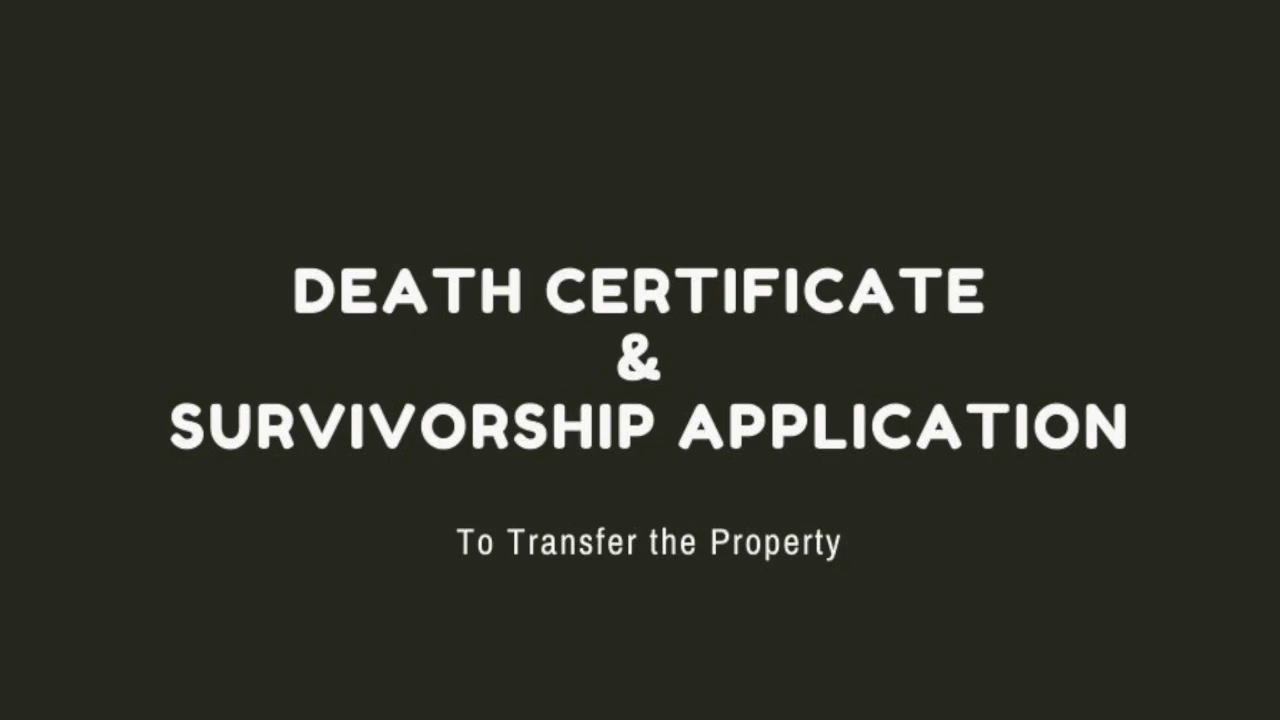 DEATH CERTIFICATE
&
SURVIVORSHIP APPLICATION
To Transfer the Property